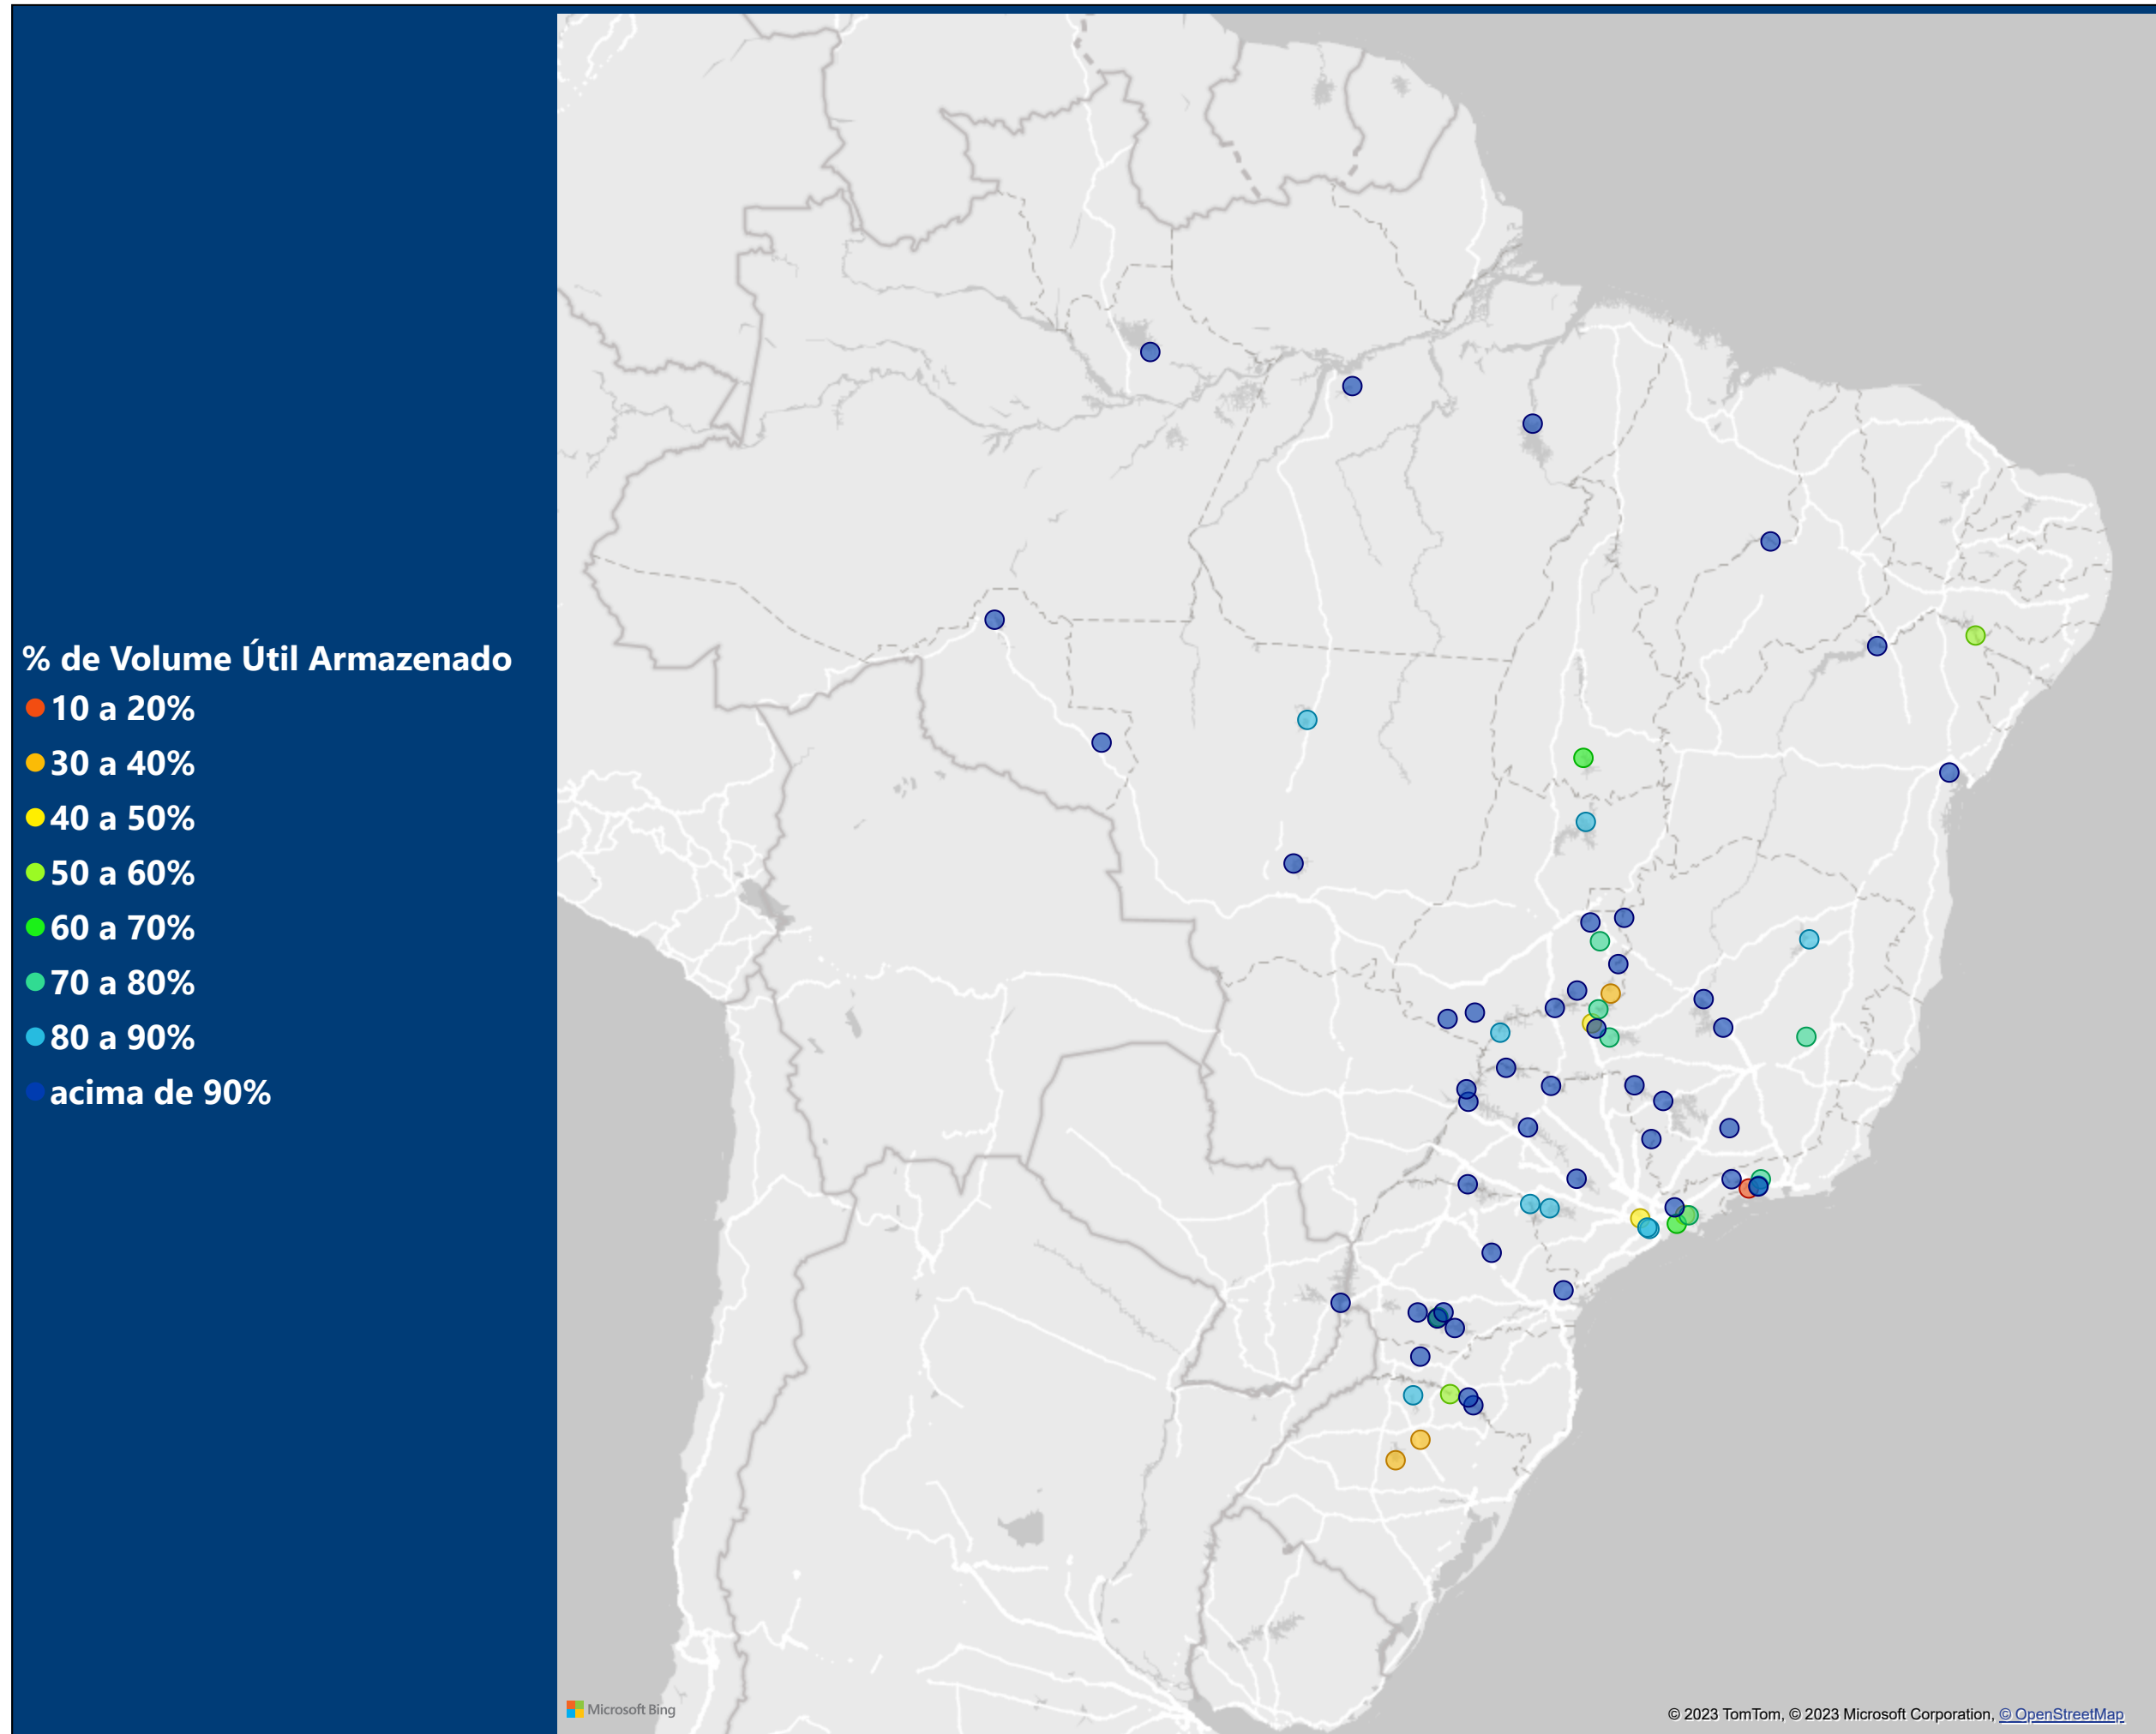 % de Volume Útil Armazenado
10 a 20%
30 a 40%
40 a 50%
50 a 60%
60 a 70%
70 a 80%
80 a 90%
acima de 90%
Microsoft Bing
© 2023 TomTom, © 2023 Microsoft Corporation, © OpenStreetMap